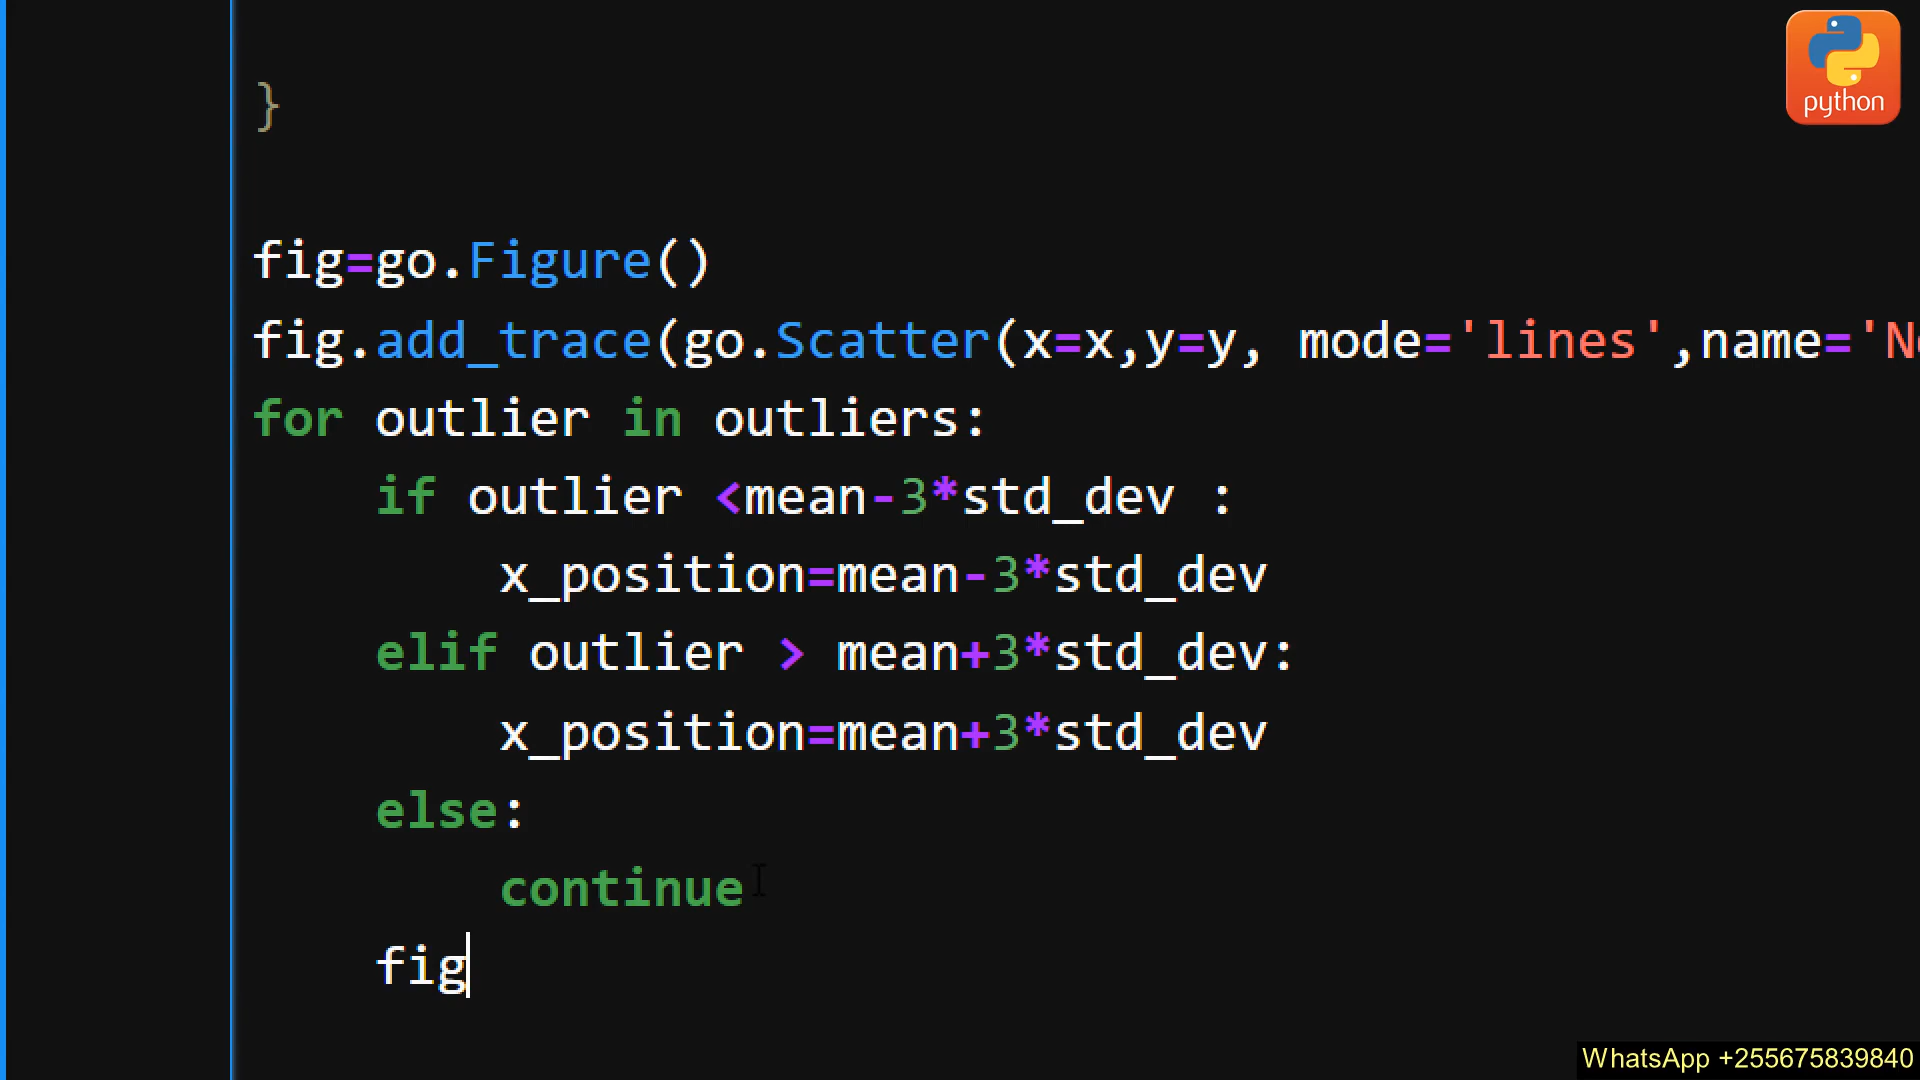 }
python
fig=go.Figure()
fig.add_trace(go.Scatter(x=x,y=y, mode='lines',name='N
for outlier in outliers:
    if outlier <mean-3*std_dev :
        x_position=mean-3*std_dev
    elif outlier > mean+3*std_dev:
        x_position=mean+3*std_dev
    else:
        continue
    fig
WhatsApp +255675839840